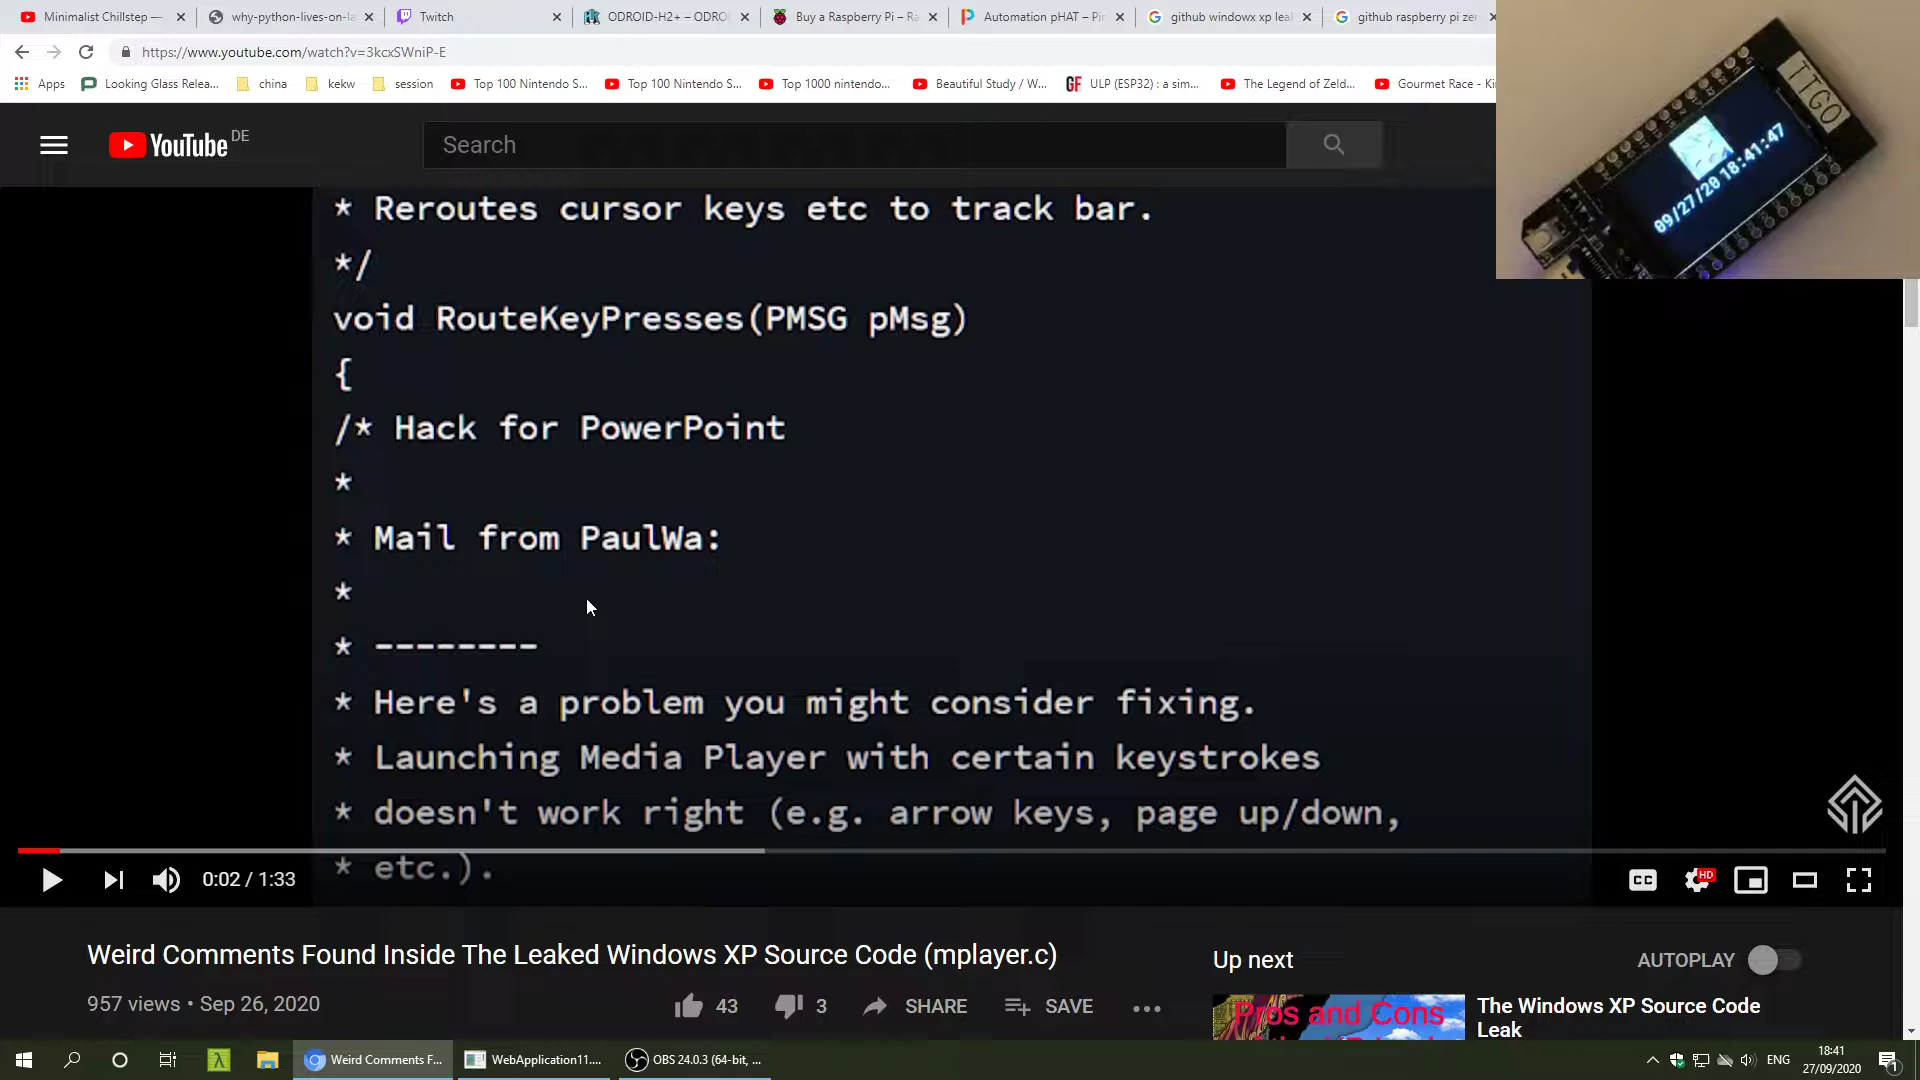 Minimalist Chillstep —
why-python-lives-on-la
Twitch
ODROID-H2+ – ODRO
Buy a Raspberry Pi – Ra
Automation pHAT – Pi
github windowx xp lea
github raspberry pi ze
https://www.youtube.com/watch?v=3kcxSWniP-E
Apps
Looking Glass Relea...
china
kekw
session
Top 100 Nintendo S...
Top 100 Nintendo S...
Top 1000 nintendo...
Beautiful Study / W...
GF
ULP (ESP32) : a sim...
The Legend of Zeld...
Gourmet Race - Ki
TTGO
09/27/20 18:41:47
YouTube DE
Search
* Reroutes cursor keys etc to track bar.
*/
void RouteKeyPresses(PMSG pMsg)
{
/* Hack for PowerPoint
*
* Mail from PaulWa:
*
* --------
* Here's a problem you might consider fixing.
* Launching Media Player with certain keystrokes
* doesn't work right (e.g. arrow keys, page up/down,
* etc.).
0:02 / 1:33
CC
HD
Weird Comments Found Inside The Leaked Windows XP Source Code (mplayer.c)
957 views • Sep 26, 2020
43
3
SHARE
SAVE
Up next
AUTOPLAY
Pros and Cons
The Windows XP Source Code
Leak
Weird Comments F...
WebApplication11....
OBS 24.0.3 (64-bit, ...
ENG
18:41
27/09/2020
1